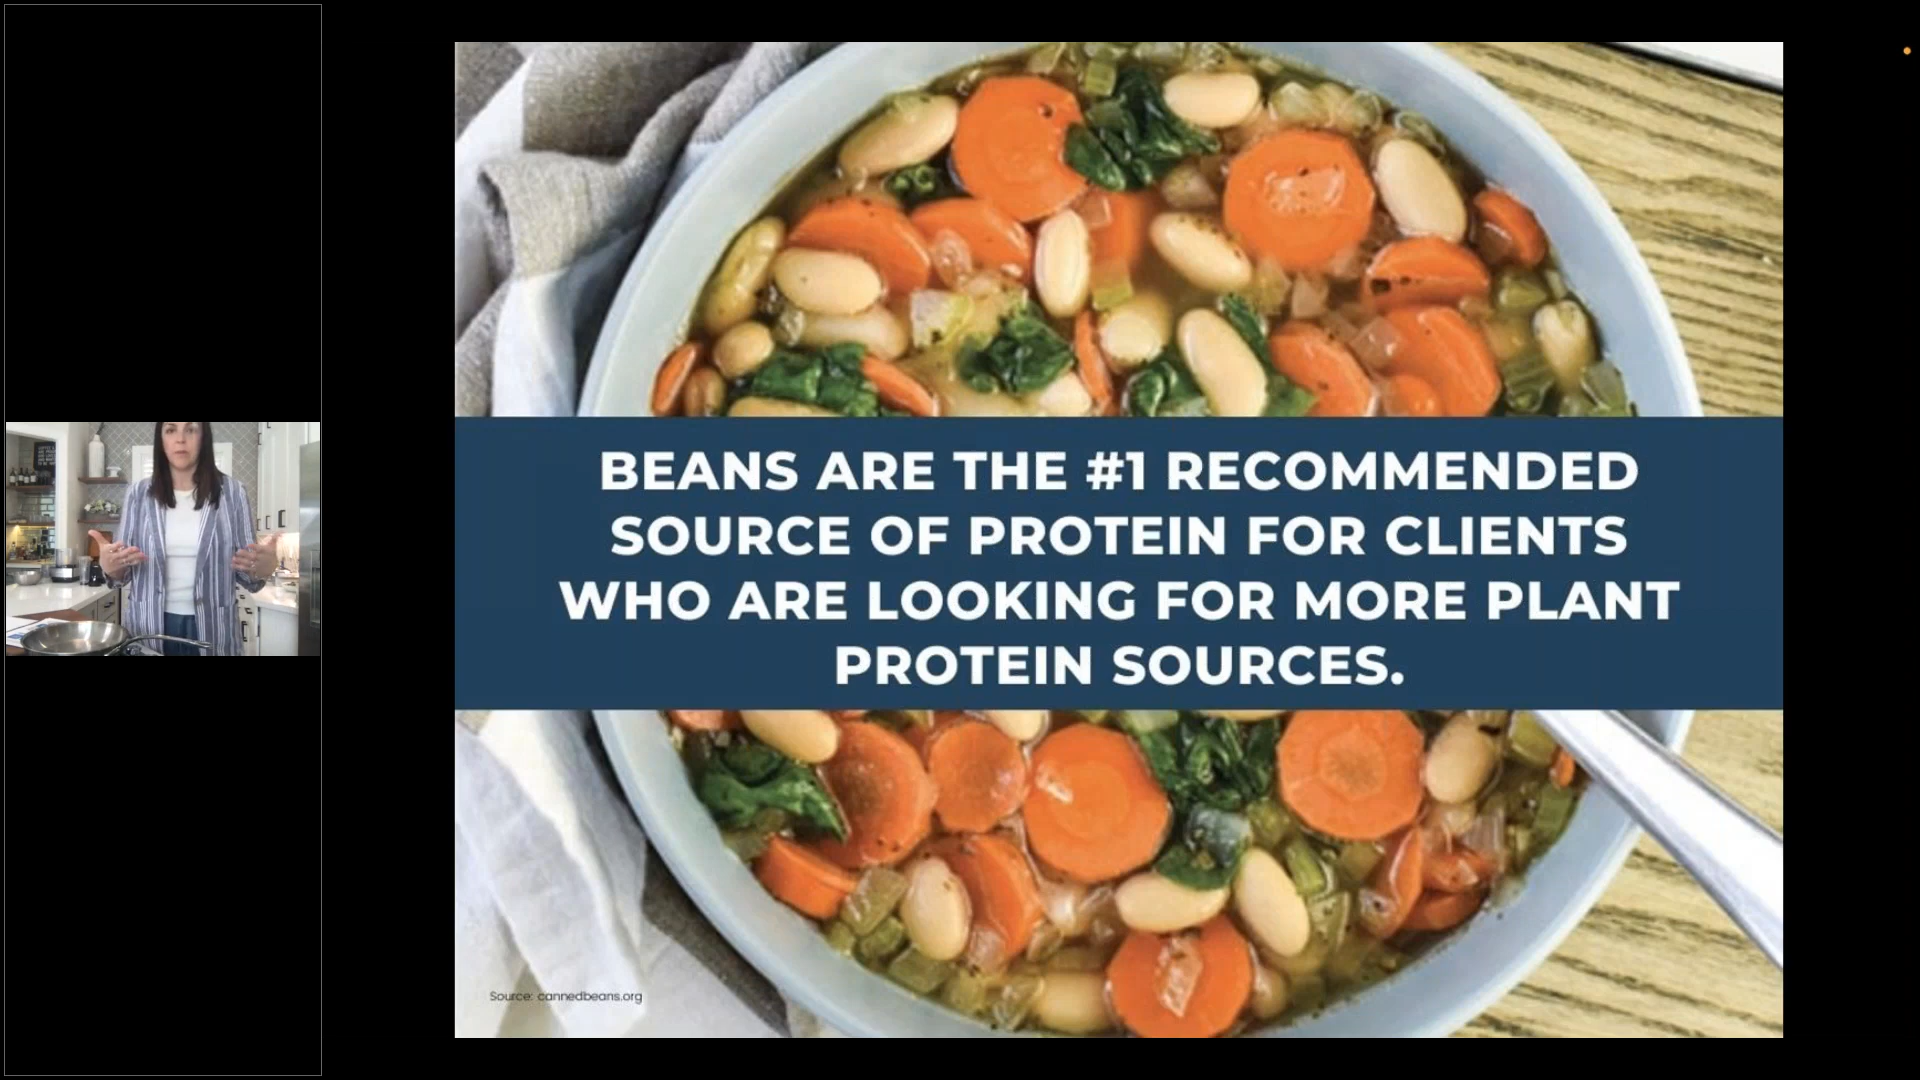 BEANS ARE THE #1 RECOMMENDED
SOURCE OF PROTEIN FOR CLIENTS
WHO ARE LOOKING FOR MORE PLANT
PROTEIN SOURCES.
Source: cannedbeans.org